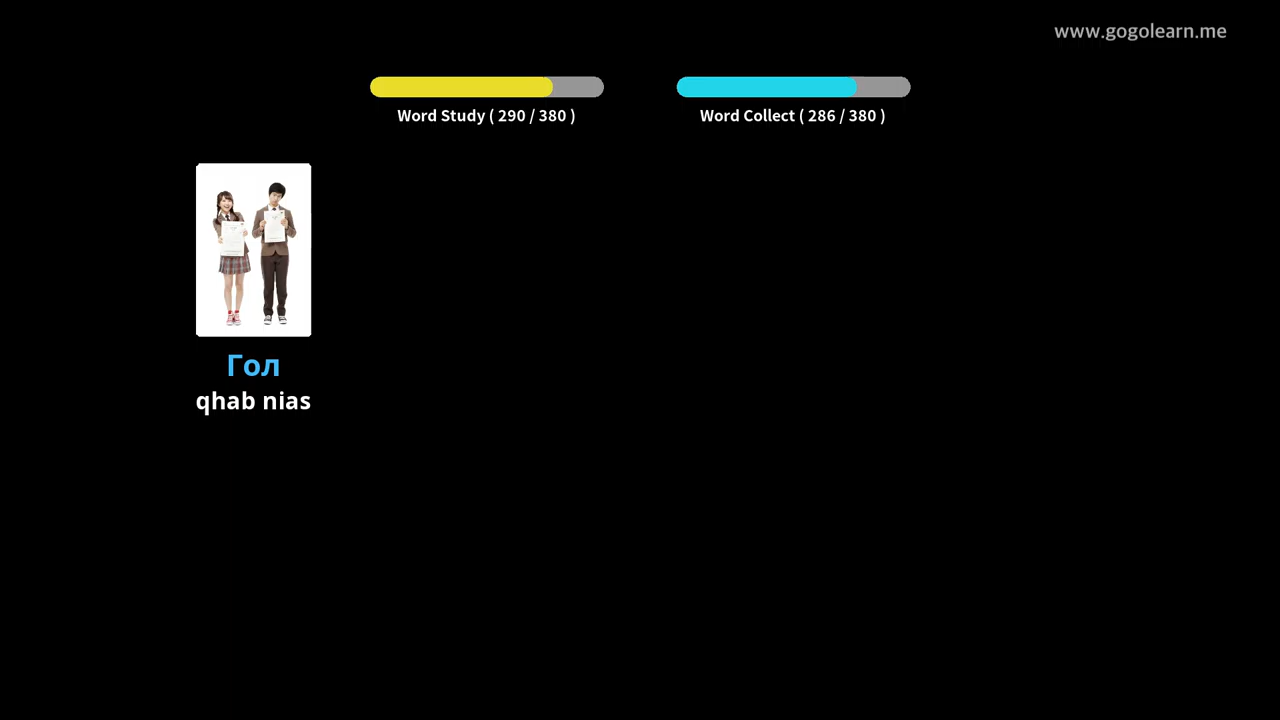 www.gogolearn.me
Word Study ( 290 / 380 )
Word Collect ( 286 / 380 )
Гол
qhab nias